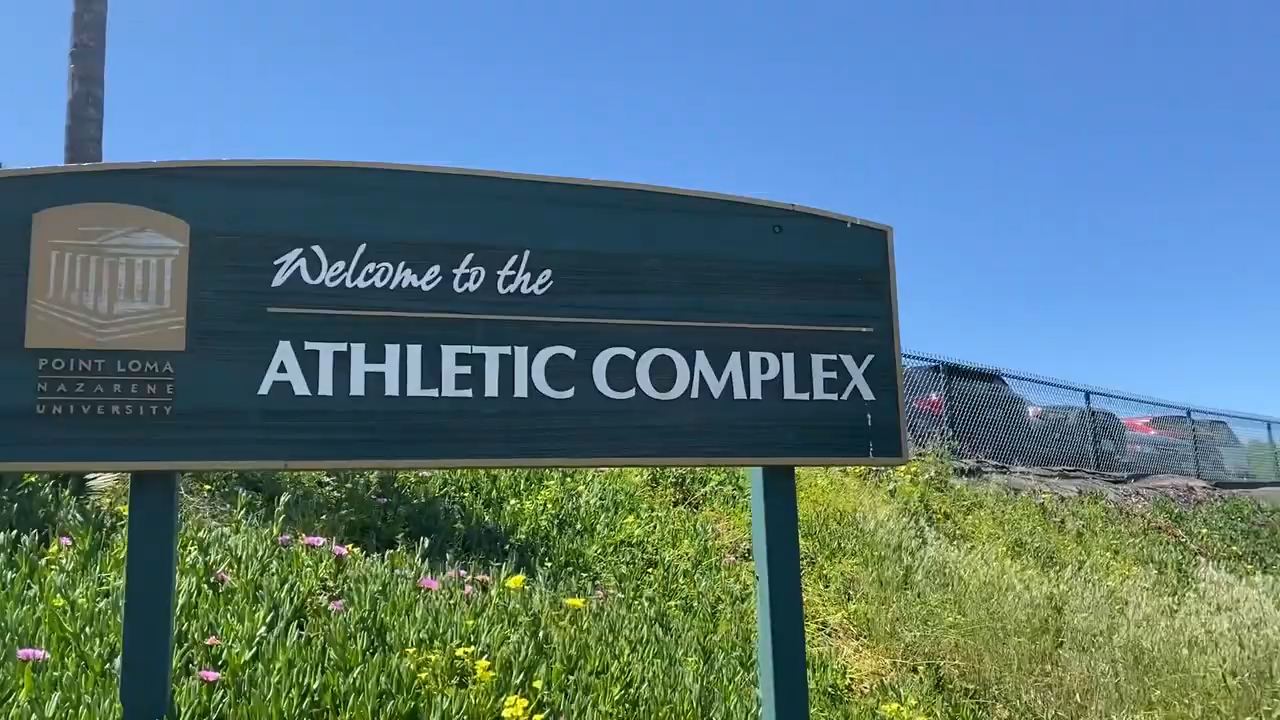 Welcome to the
ATHLETIC COMPLEX
POINT LOMA
NAZARENE
UNIVERSITY